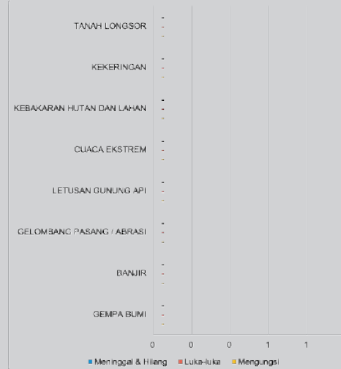 TANAH LONGSOR
-
-
-
KEKERINGAN
-
-
-
KEBAKARAN HUTAN DAN LAHAN
-
-
-
CUACA EKSTREM
-
-
-
LETUSAN GUNUNG API
-
-
-
GELOMBANG PASANG / ABRASI
-
-
-
BANJIR
-
-
-
GEMPA BUMI
-
-
-
0 0 0 1 1
Meninggal & Hilang Luka-luka Mengungsi